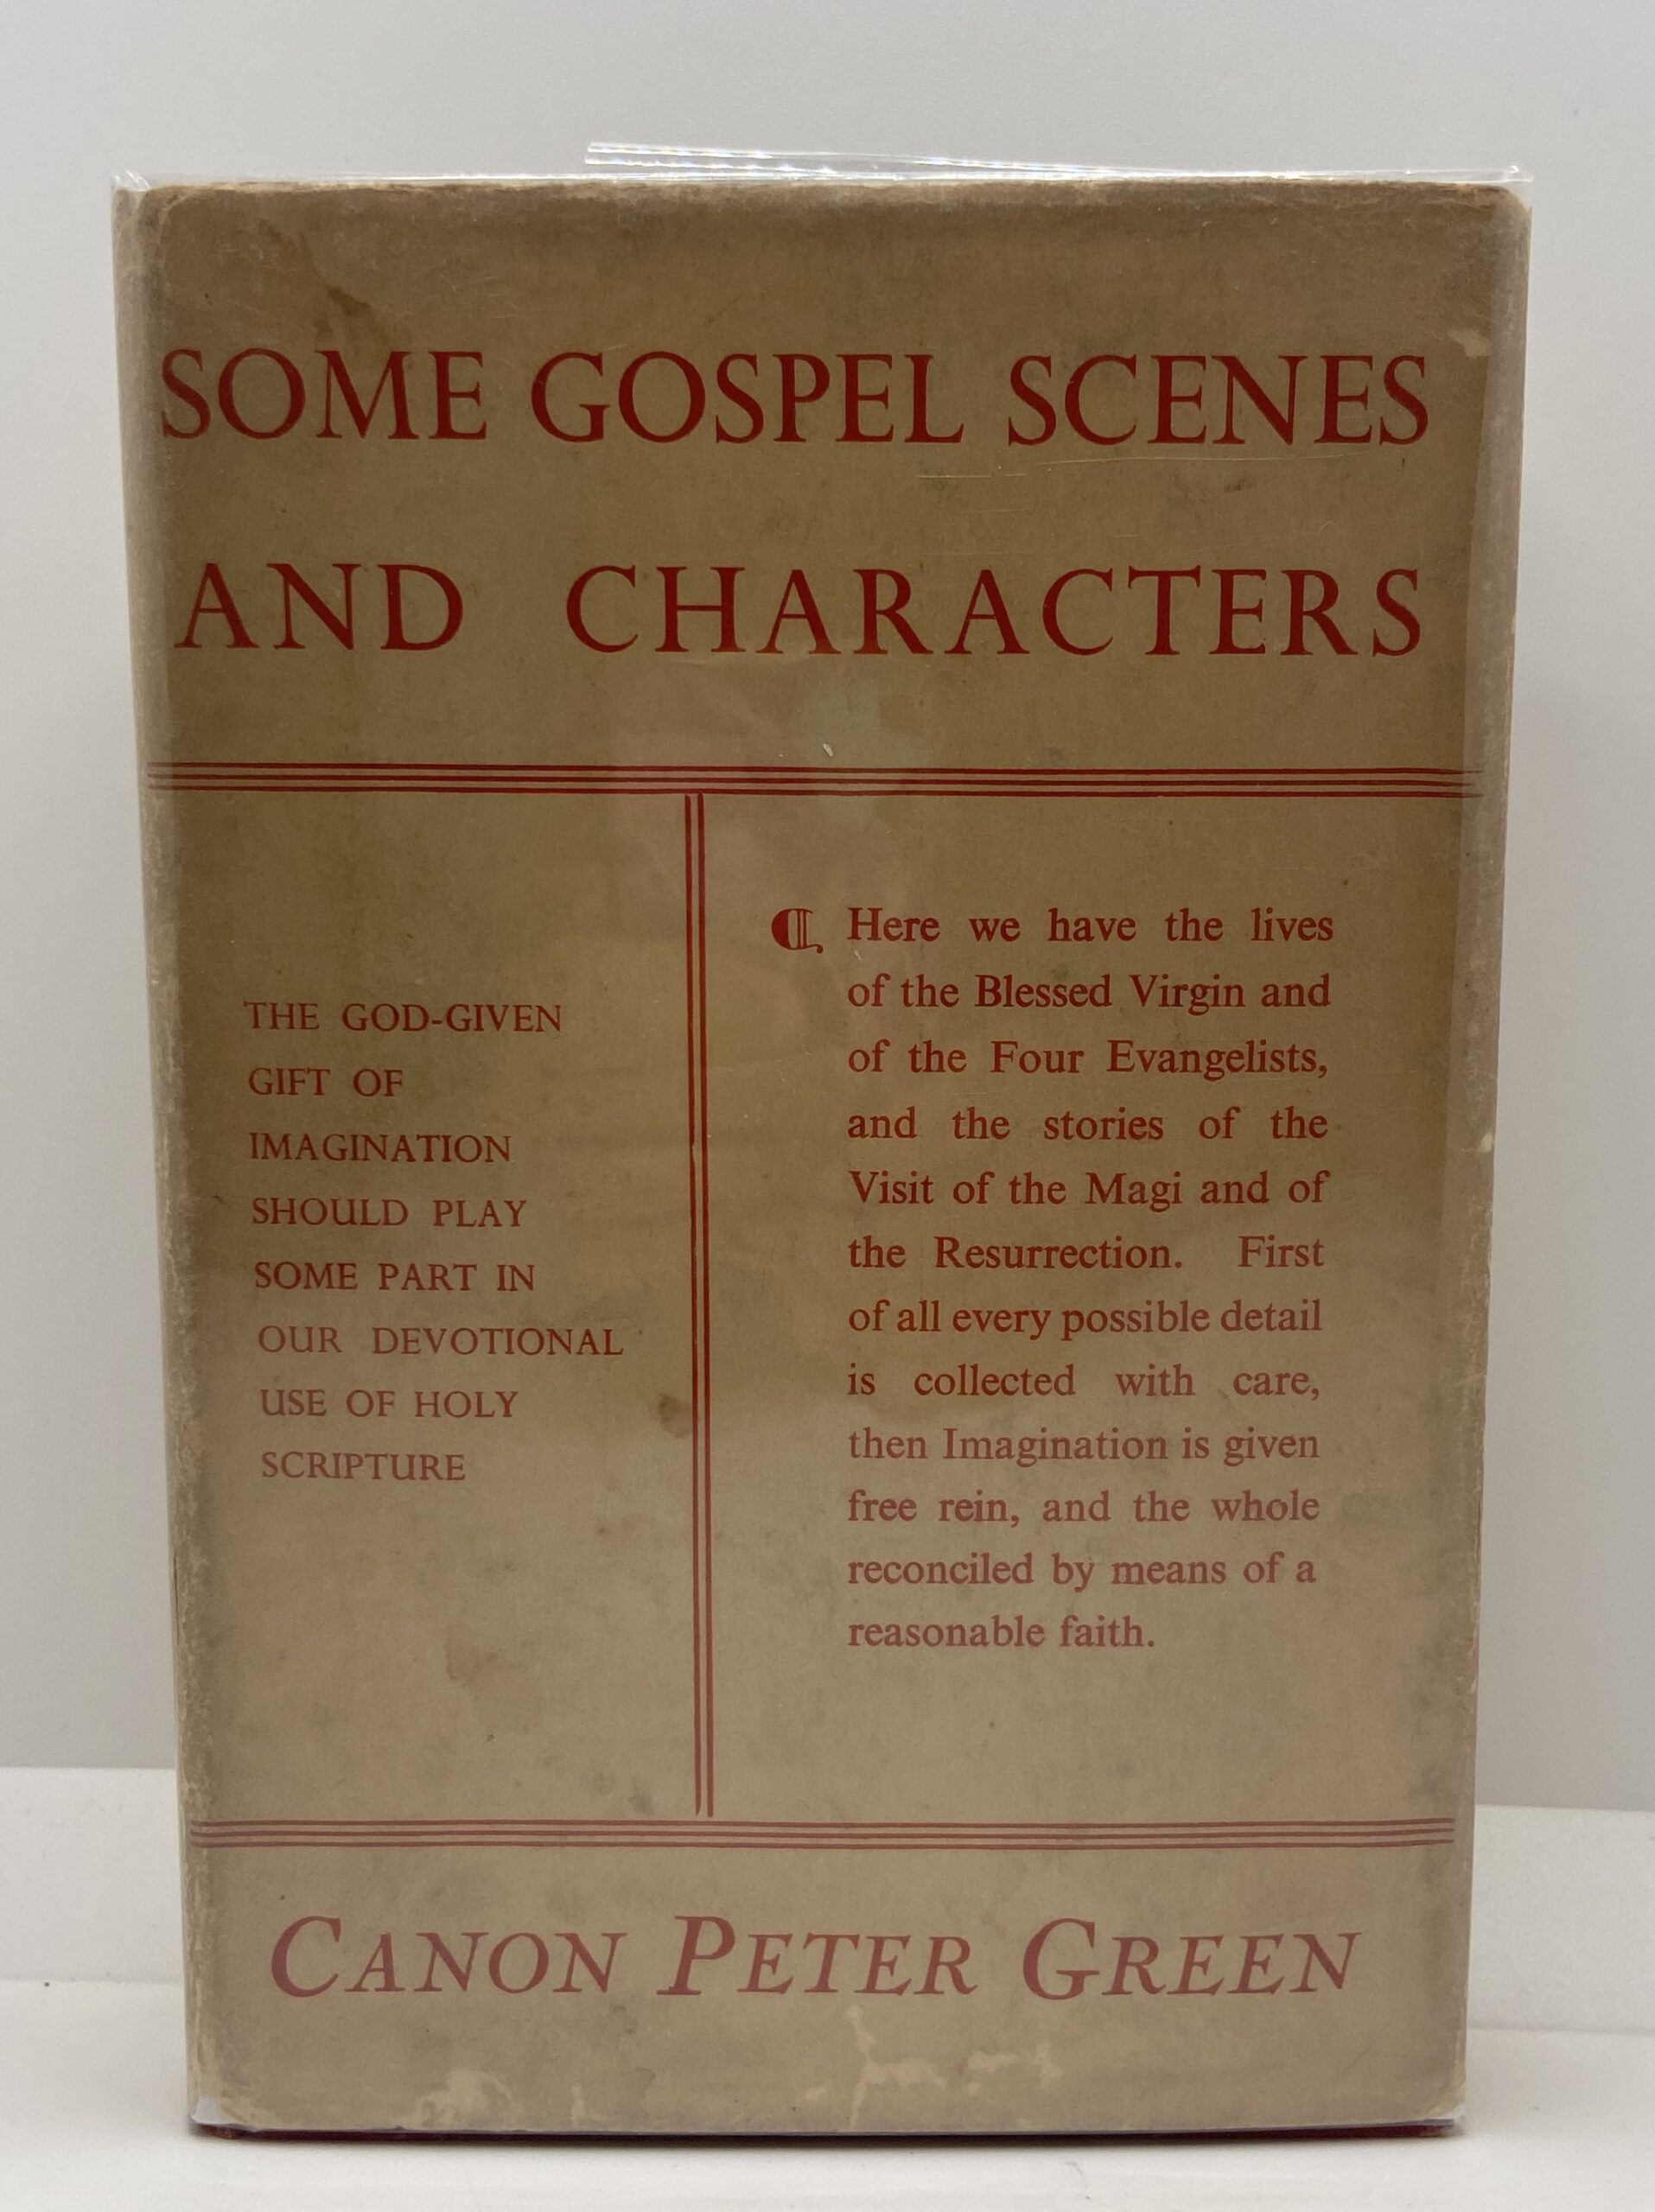 SOME GOSPEL SCENES
AND CHARACTERS
THE GOD-GIVEN
GIFT OF
IMAGINATION
SHOULD PLAY
SOME PART IN
OUR DEVOTIONAL
USE OF HOLY
SCRIPTURE
¶ Here we have the lives
of the Blessed Virgin and
of the Four Evangelists,
and the stories of the
Visit of the Magi and of
the Resurrection. First
of all every possible detail
is collected with care,
then Imagination is given
free rein, and the whole
reconciled by means of a
reasonable faith.
CANON PETER GREEN